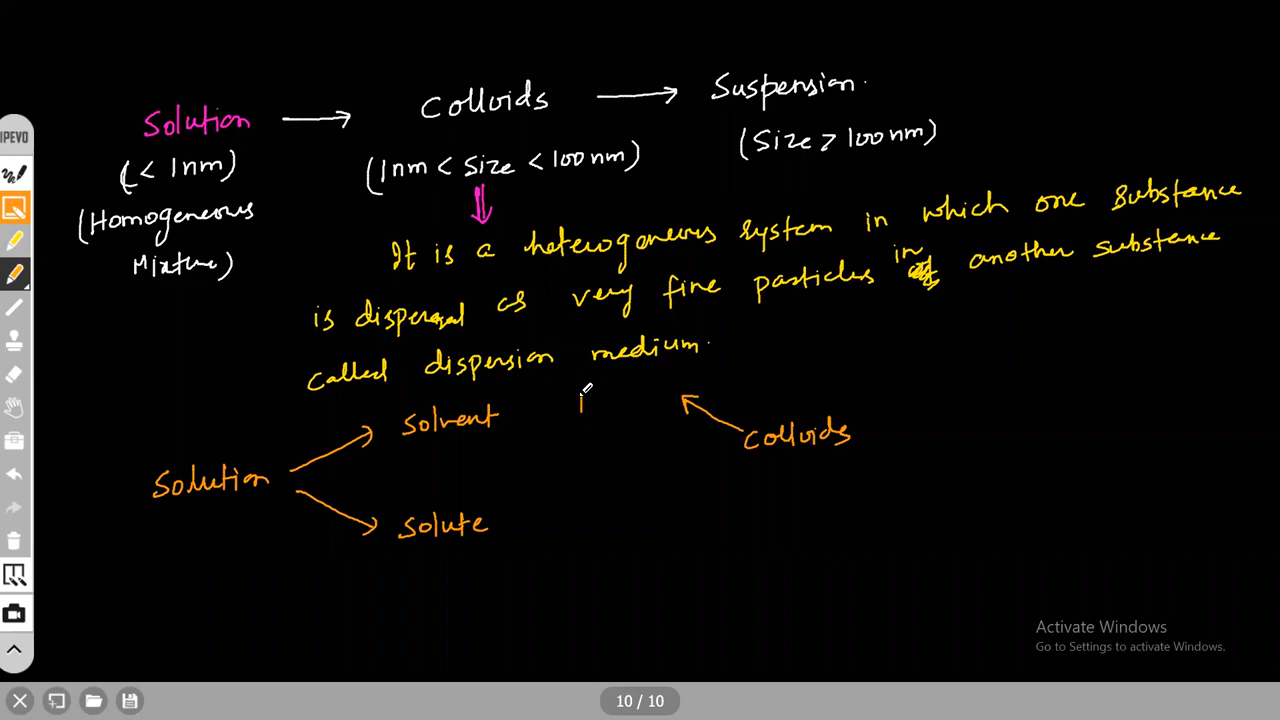 Solution → Colloids → Suspension.
(< 1nm) (1nm < Size < 100nm) (Size > 100nm)
(Homogeneous
Mixture)
It is a heterogeneous system in which one substance
is dispersed as very fine particles in another substance
called dispersion medium.
Solvent
Colloids
Solution
Solute
IPEVO
Activate Windows
Go to Settings to activate Windows.
10 / 10